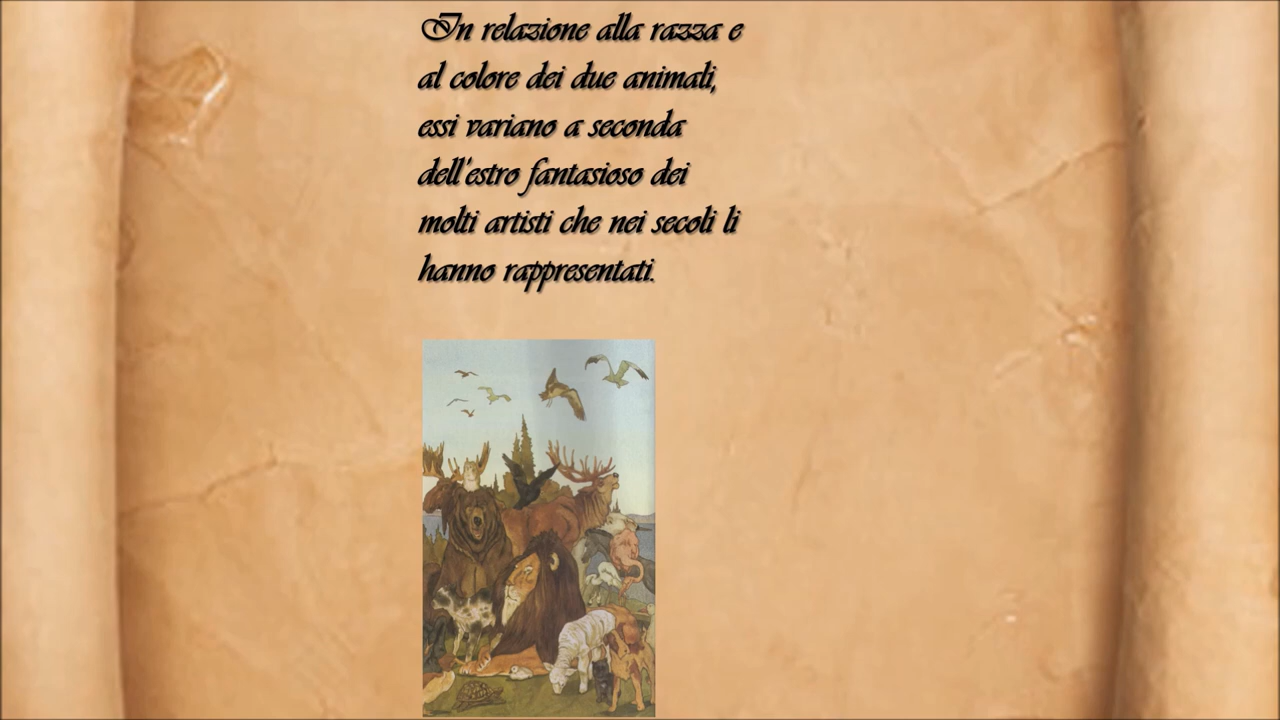 In relazione alla razza e
al colore dei due animali,
essi variano a seconda
dell'estro fantasioso dei
molti artisti che nei secoli li
hanno rappresentati.